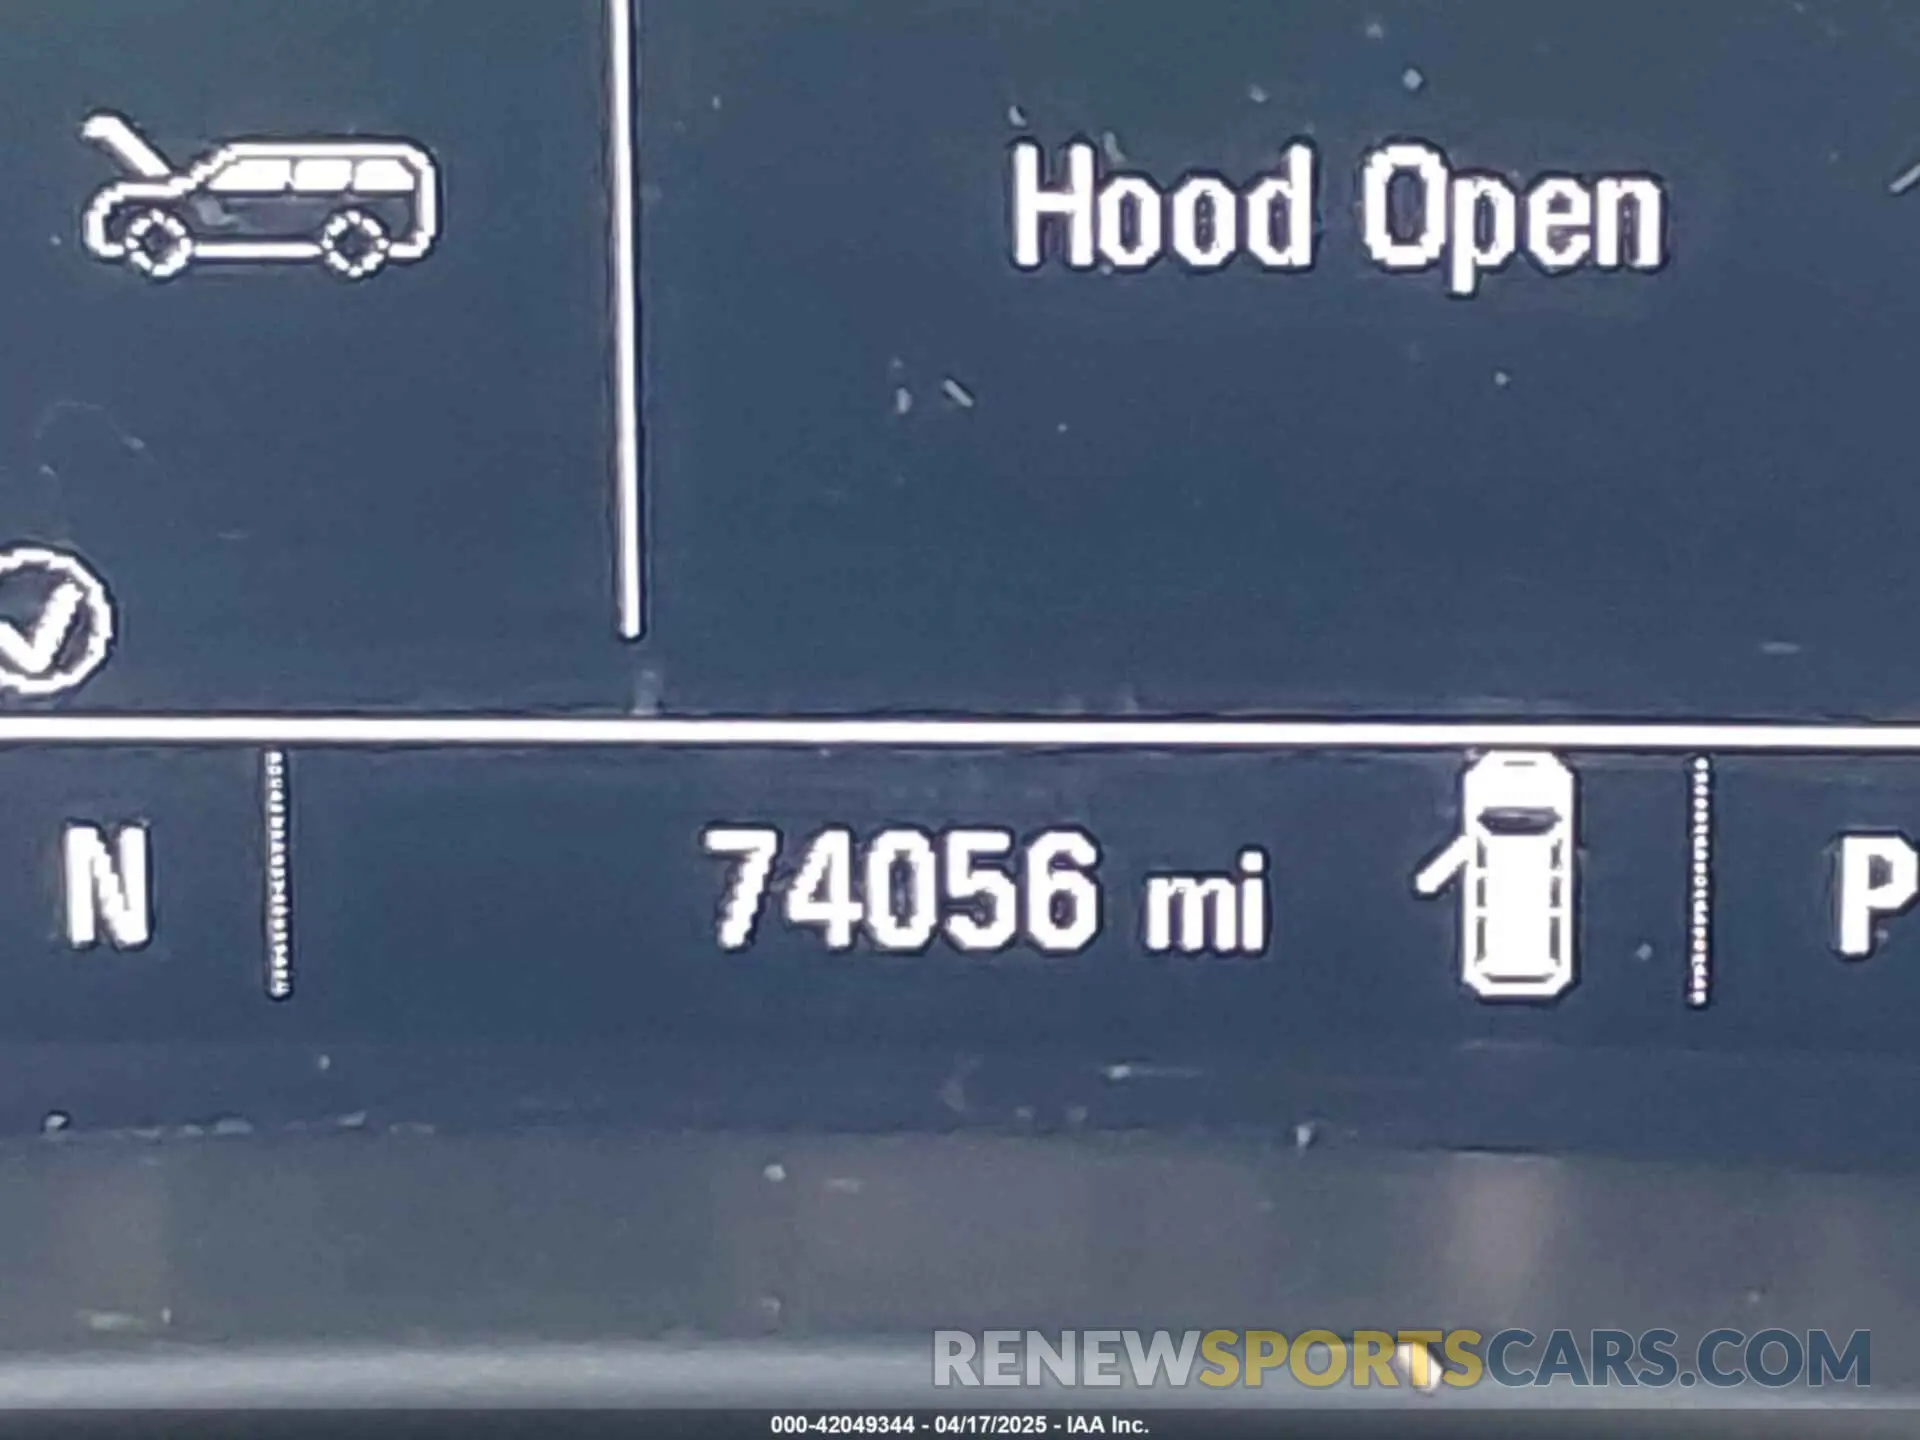 Hood Open
N 74056 mi P
RENEWSPORTSCARS.COM
000-42049344 - 04/17/2025 - IAA Inc.